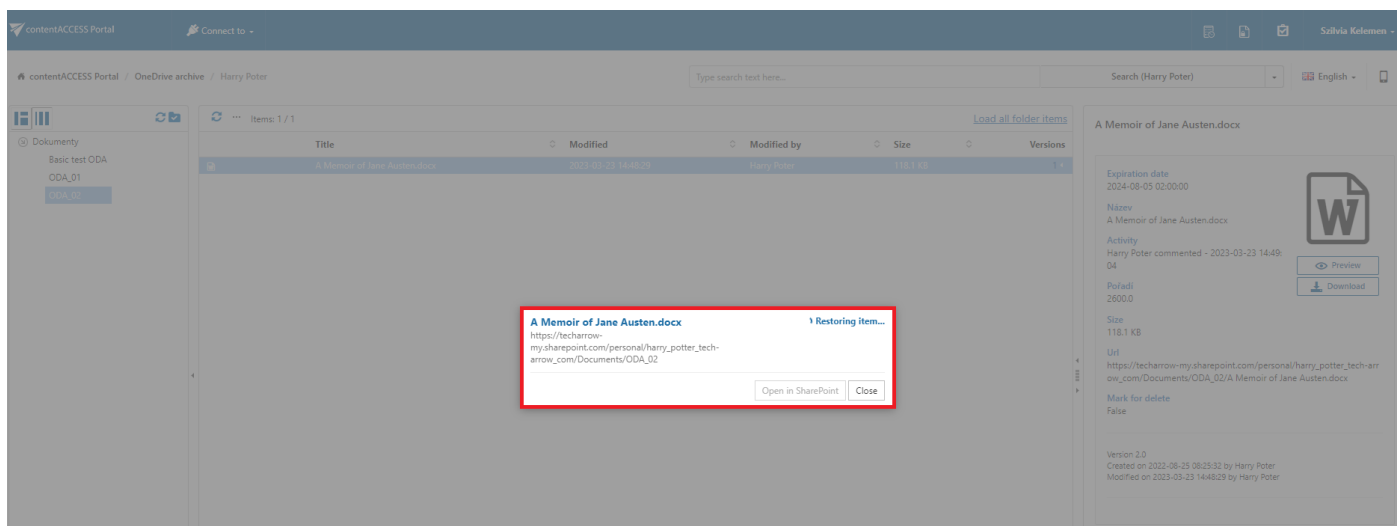 contentACCESS Portal
Connect to
Szilvia Kelemen
contentACCESS Portal / OneDrive archive / Harry Poter
Type search text here...
Search (Harry Poter)
English
Items: 1 / 1
Load all folder items
Dokumenty
Basic test ODA
ODA_01
ODA_02
Title Modified Modified by Size Versions
A Memoir of Jane Austen.docx 2023-03-23 14:48:29 Harry Poter 118.1 KB
A Memoir of Jane Austen.docx
Restoring item...
https://techarrow-
my.sharepoint.com/personal/harry_potter_tech-
arrow_com/Documents/ODA_02
Open in SharePoint
Close
A Memoir of Jane Austen.docx
Expiration date
2024-08-05 02:00:00
Název
A Memoir of Jane Austen.docx
Activity
Harry Poter commented - 2023-03-23 14:49:
04
Pořadí
2600.0
Size
118.1 KB
Url
https://techarrow-my.sharepoint.com/personal/harry_potter_tech-arr
ow_com/Documents/ODA_02/A Memoir of Jane Austen.docx
Mark for delete
False
Preview
Download
Version 2.0
Created on 2022-08-25 08:25:32 by Harry Poter
Modified on 2023-03-23 14:48:29 by Harry Poter